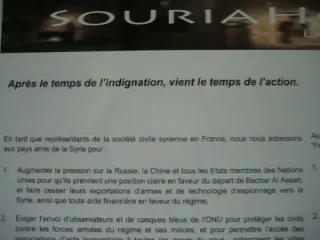 SOURIAH
L
Après le temps de l'indignation, vient le temps de l'action.
En tant que représentants de la société civile syrienne en France, nous nous adressons
As
aux pays amis de la Syrie pour :
"F
1. Augmenter la pression sur la Russie, la Chine et tous les Etats membres des Nations
1.
Unies pour qu'ils prennent une position claire en faveur du départ de Bachar Al Assad;
et faire cesser leurs exportations d'armes et de technologie d'espionnage vers la
Syrie, ainsi que toute aide financière en faveur du régime;
2. Exiger l'envoi d'observateurs et de casques bleus de l'ONU pour protéger les civils
2.
contre les forces armées du régime et ses milices, et pour permettre l'accès des